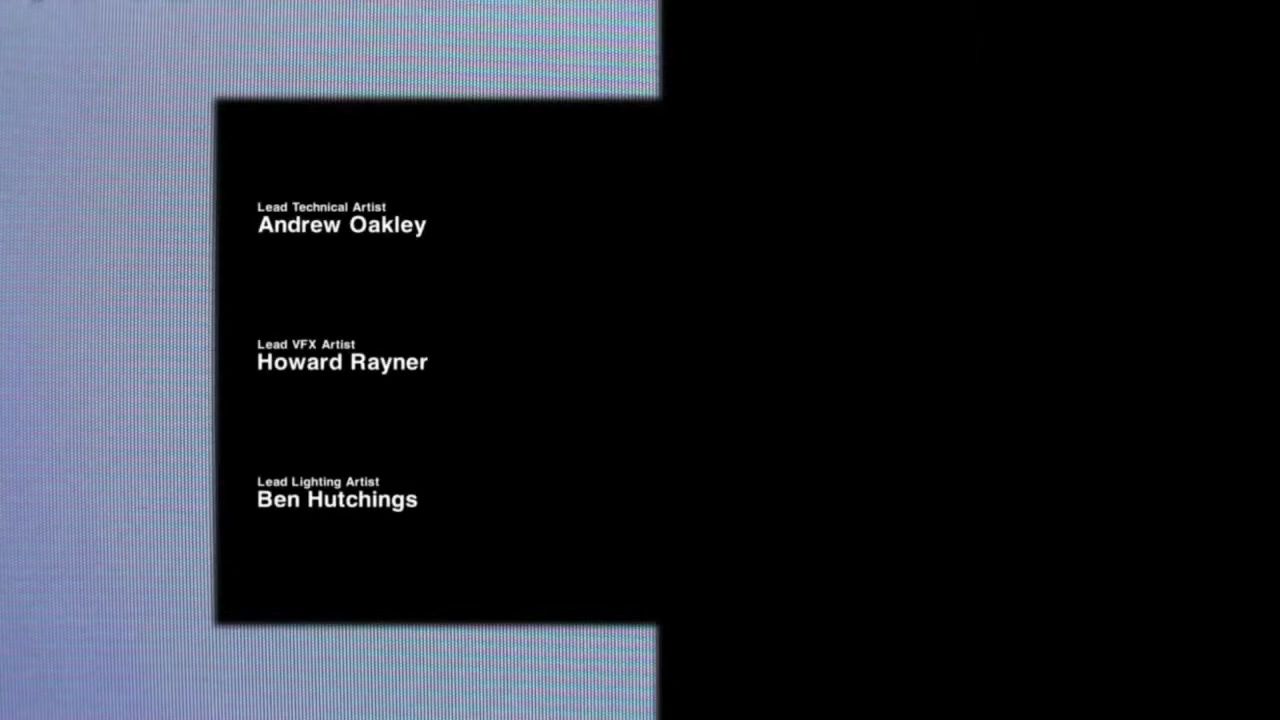 Lead Technical Artist
Andrew Oakley
Lead VFX Artist
Howard Rayner
Lead Lighting Artist
Ben Hutchings